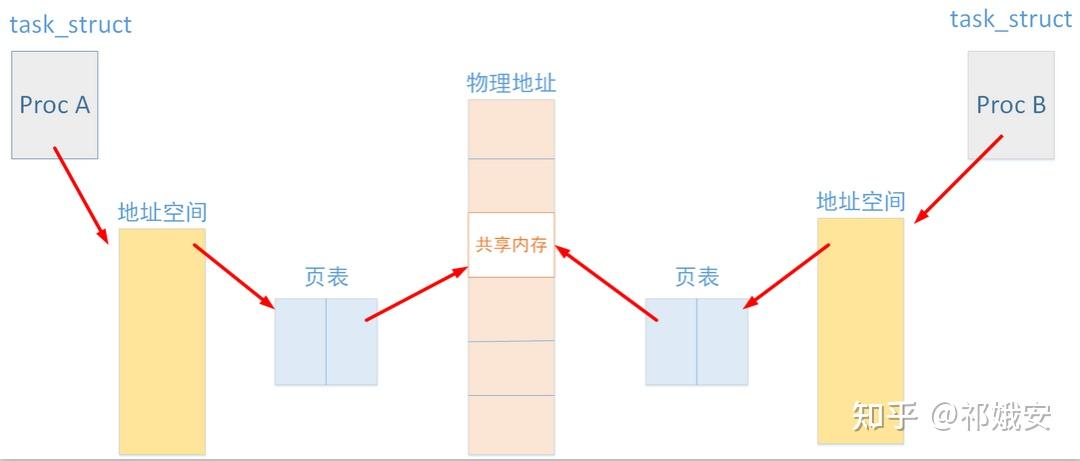 task_struct
task_struct
Proc A
Proc B
物理地址
地址空间
地址空间
共享内存
页表
页表
知乎 @祁娥安